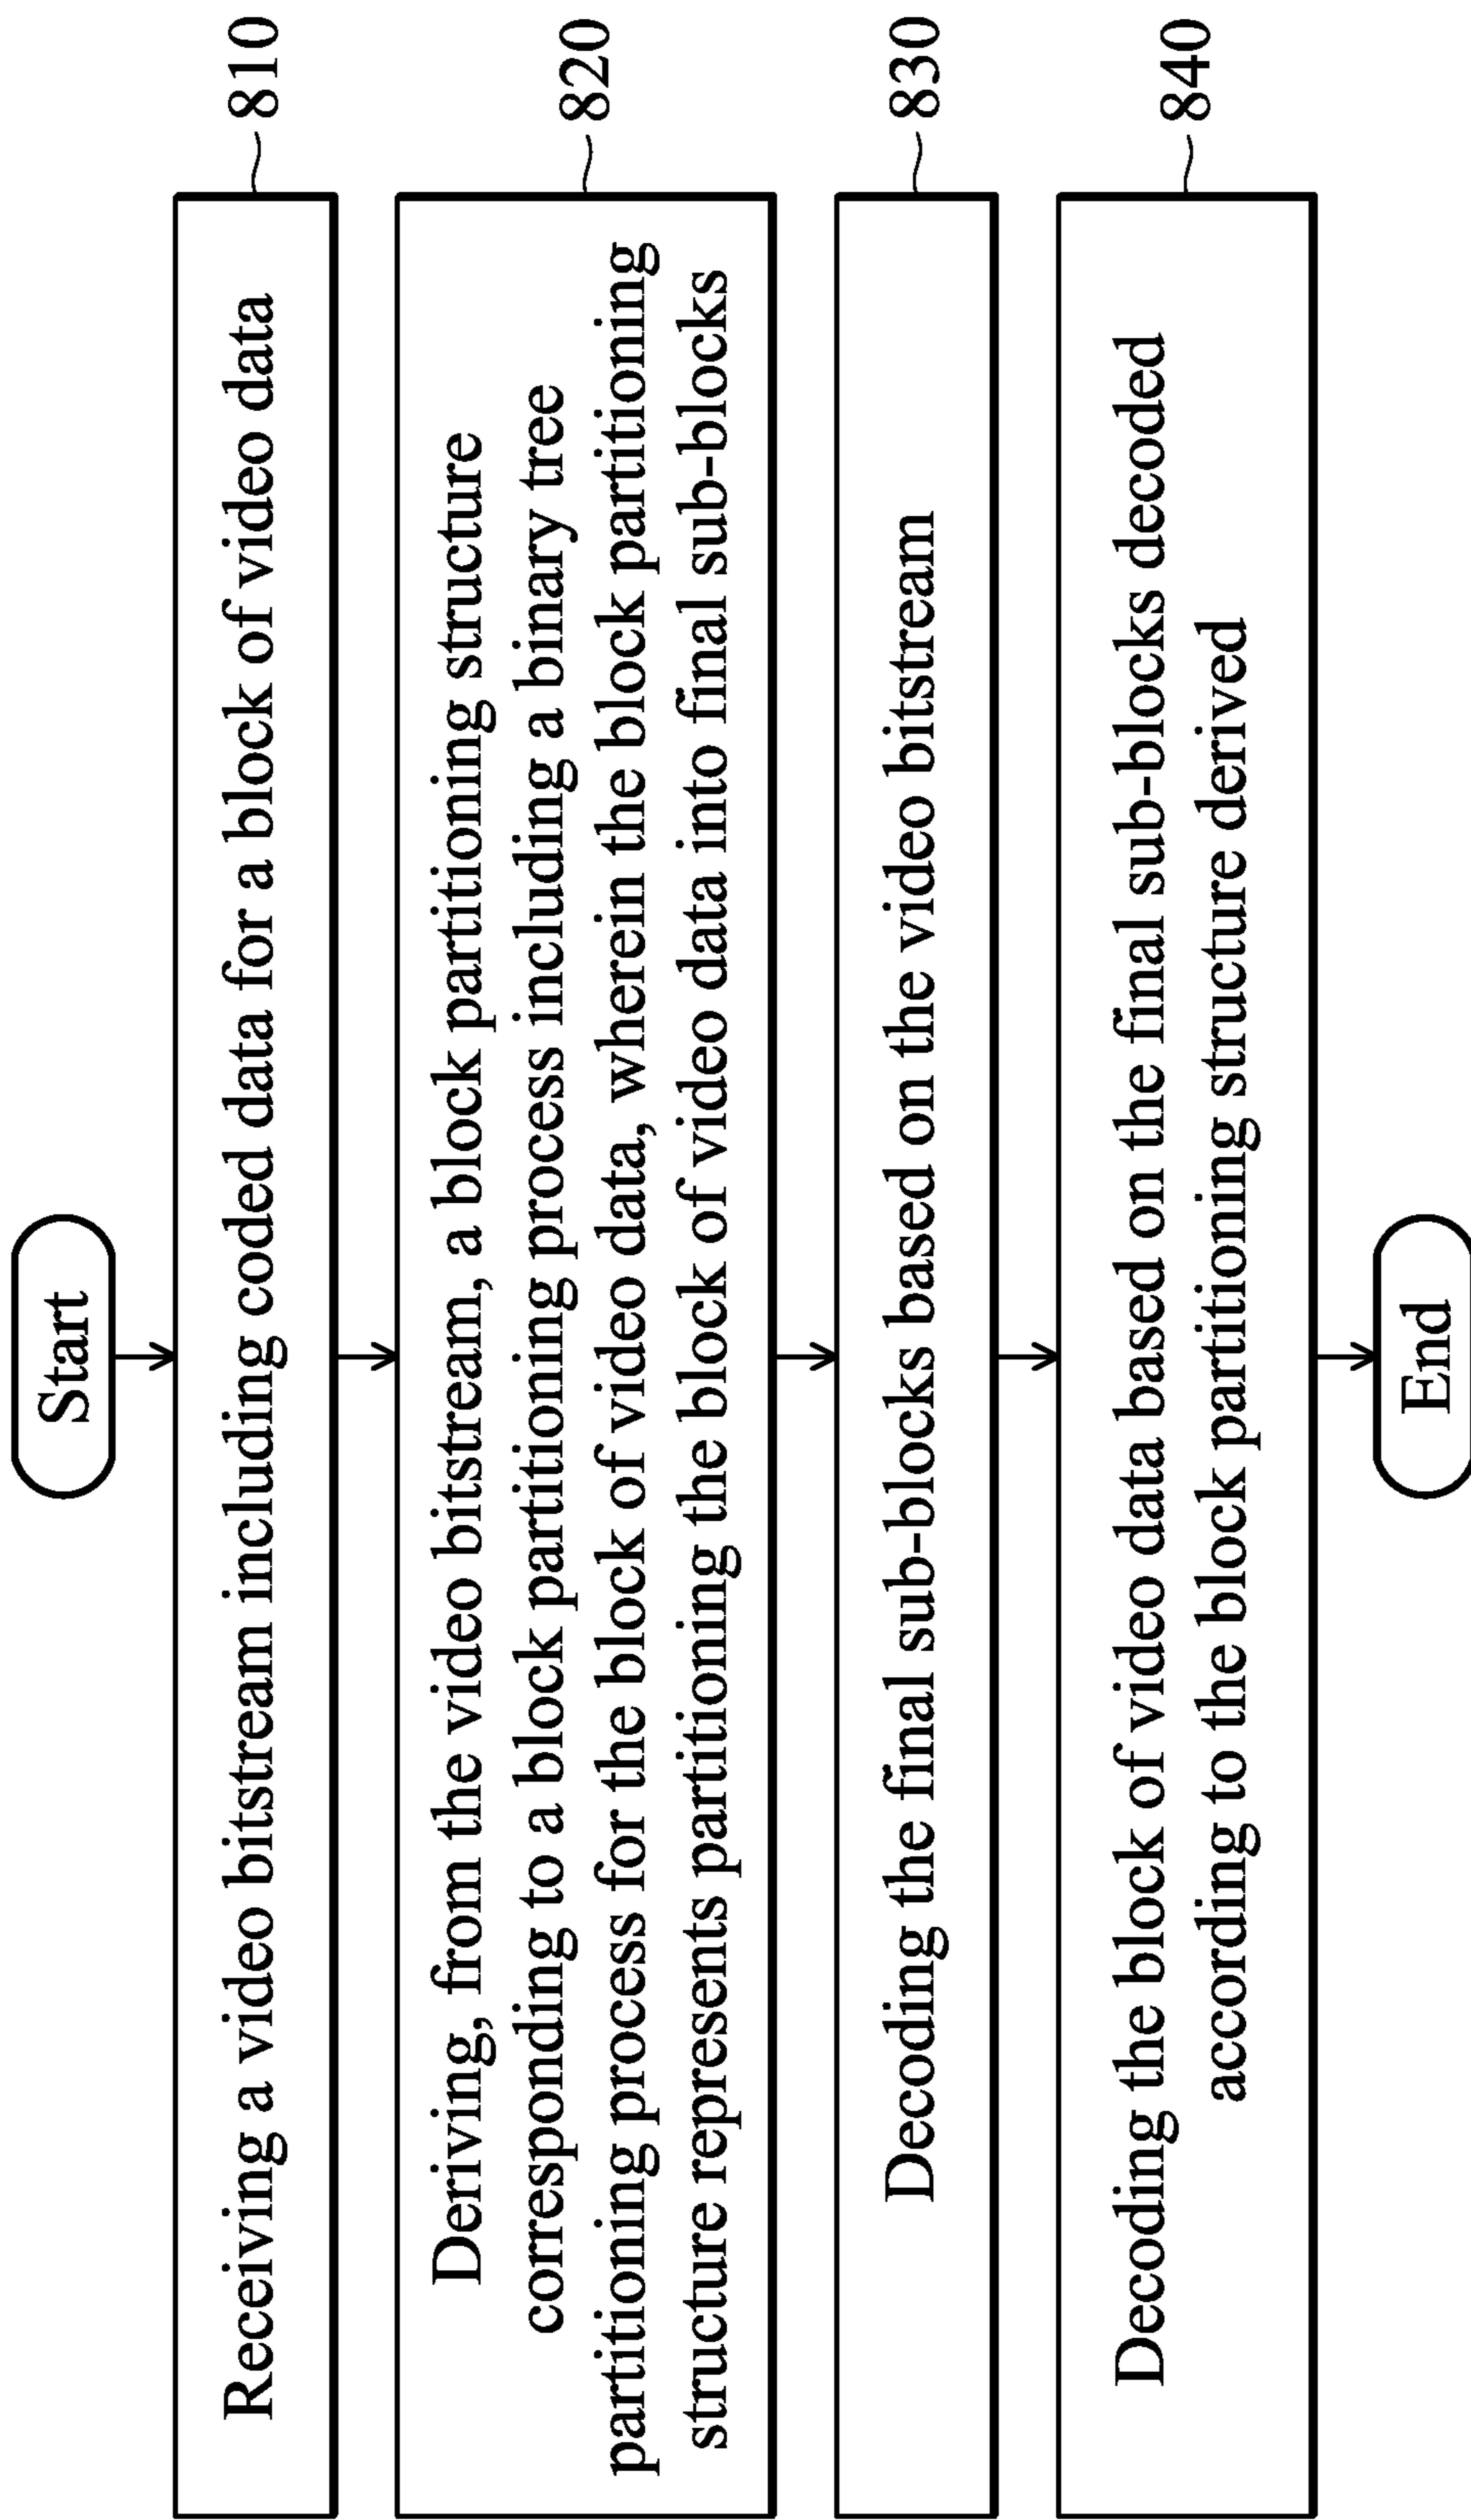 Start
Receiving a video bitstream including coded data for a block of video data
810
Deriving, from the video bitstream, a block partitioning structure
corresponding to a block partitioning process including a binary tree
partitioning process for the block of video data, wherein the block partitioning
structure represents partitioning the block of video data into final sub-blocks
820
Decoding the final sub-blocks based on the video bitstream
830
Decoding the block of video data based on the final sub-blocks decoded
according to the block partitioning structure derived
840
End